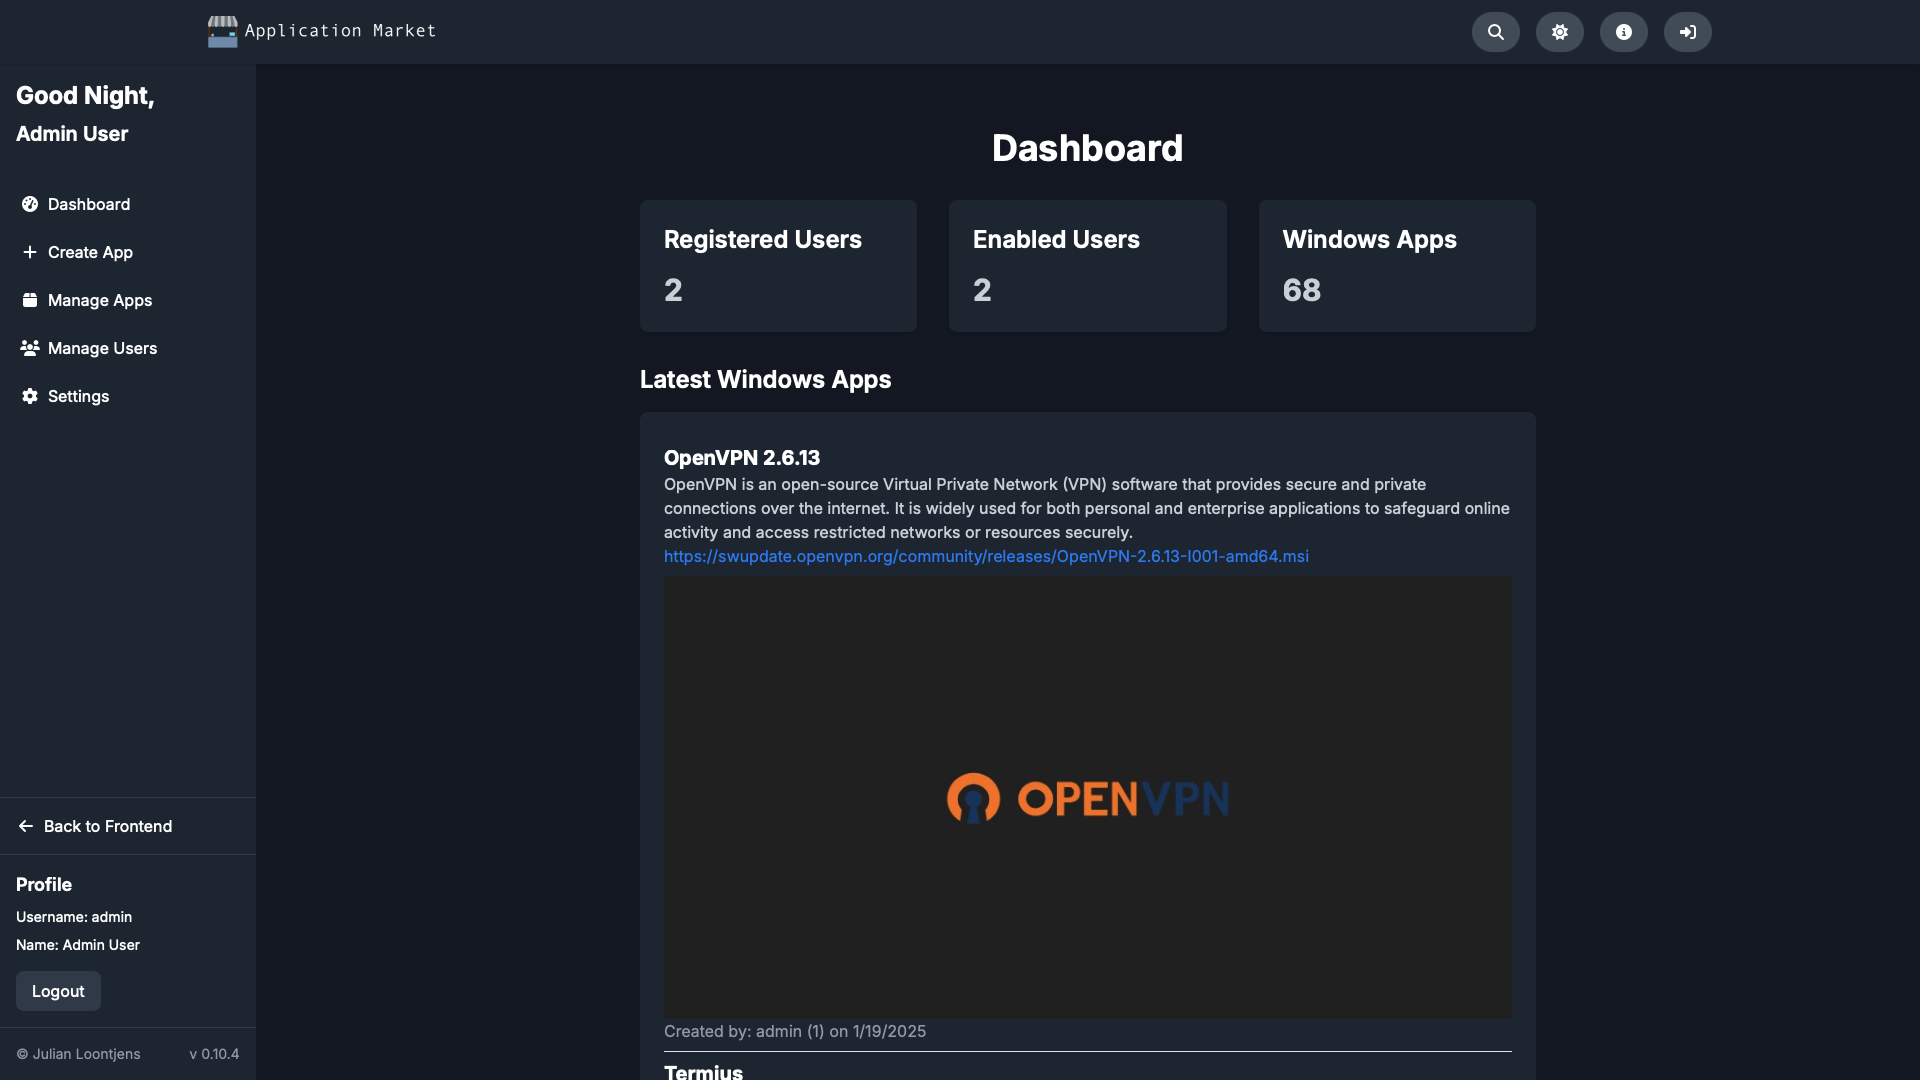 Application Market
Good Night,
Admin User
Dashboard
Create App
Manage Apps
Manage Users
Settings
Back to Frontend
Profile
Username: admin
Name: Admin User
Logout
© Julian Loontjens
v 0.10.4
Dashboard
Registered Users
2
Enabled Users
2
Windows Apps
68
Latest Windows Apps
OpenVPN 2.6.13
OpenVPN is an open-source Virtual Private Network (VPN) software that provides secure and private
connections over the internet. It is widely used for both personal and enterprise applications to safeguard online
activity and access restricted networks or resources securely.
https://swupdate.openvpn.org/community/releases/OpenVPN-2.6.13-I001-amd64.msi
OPENVPN
Created by: admin (1) on 1/19/2025
Termius